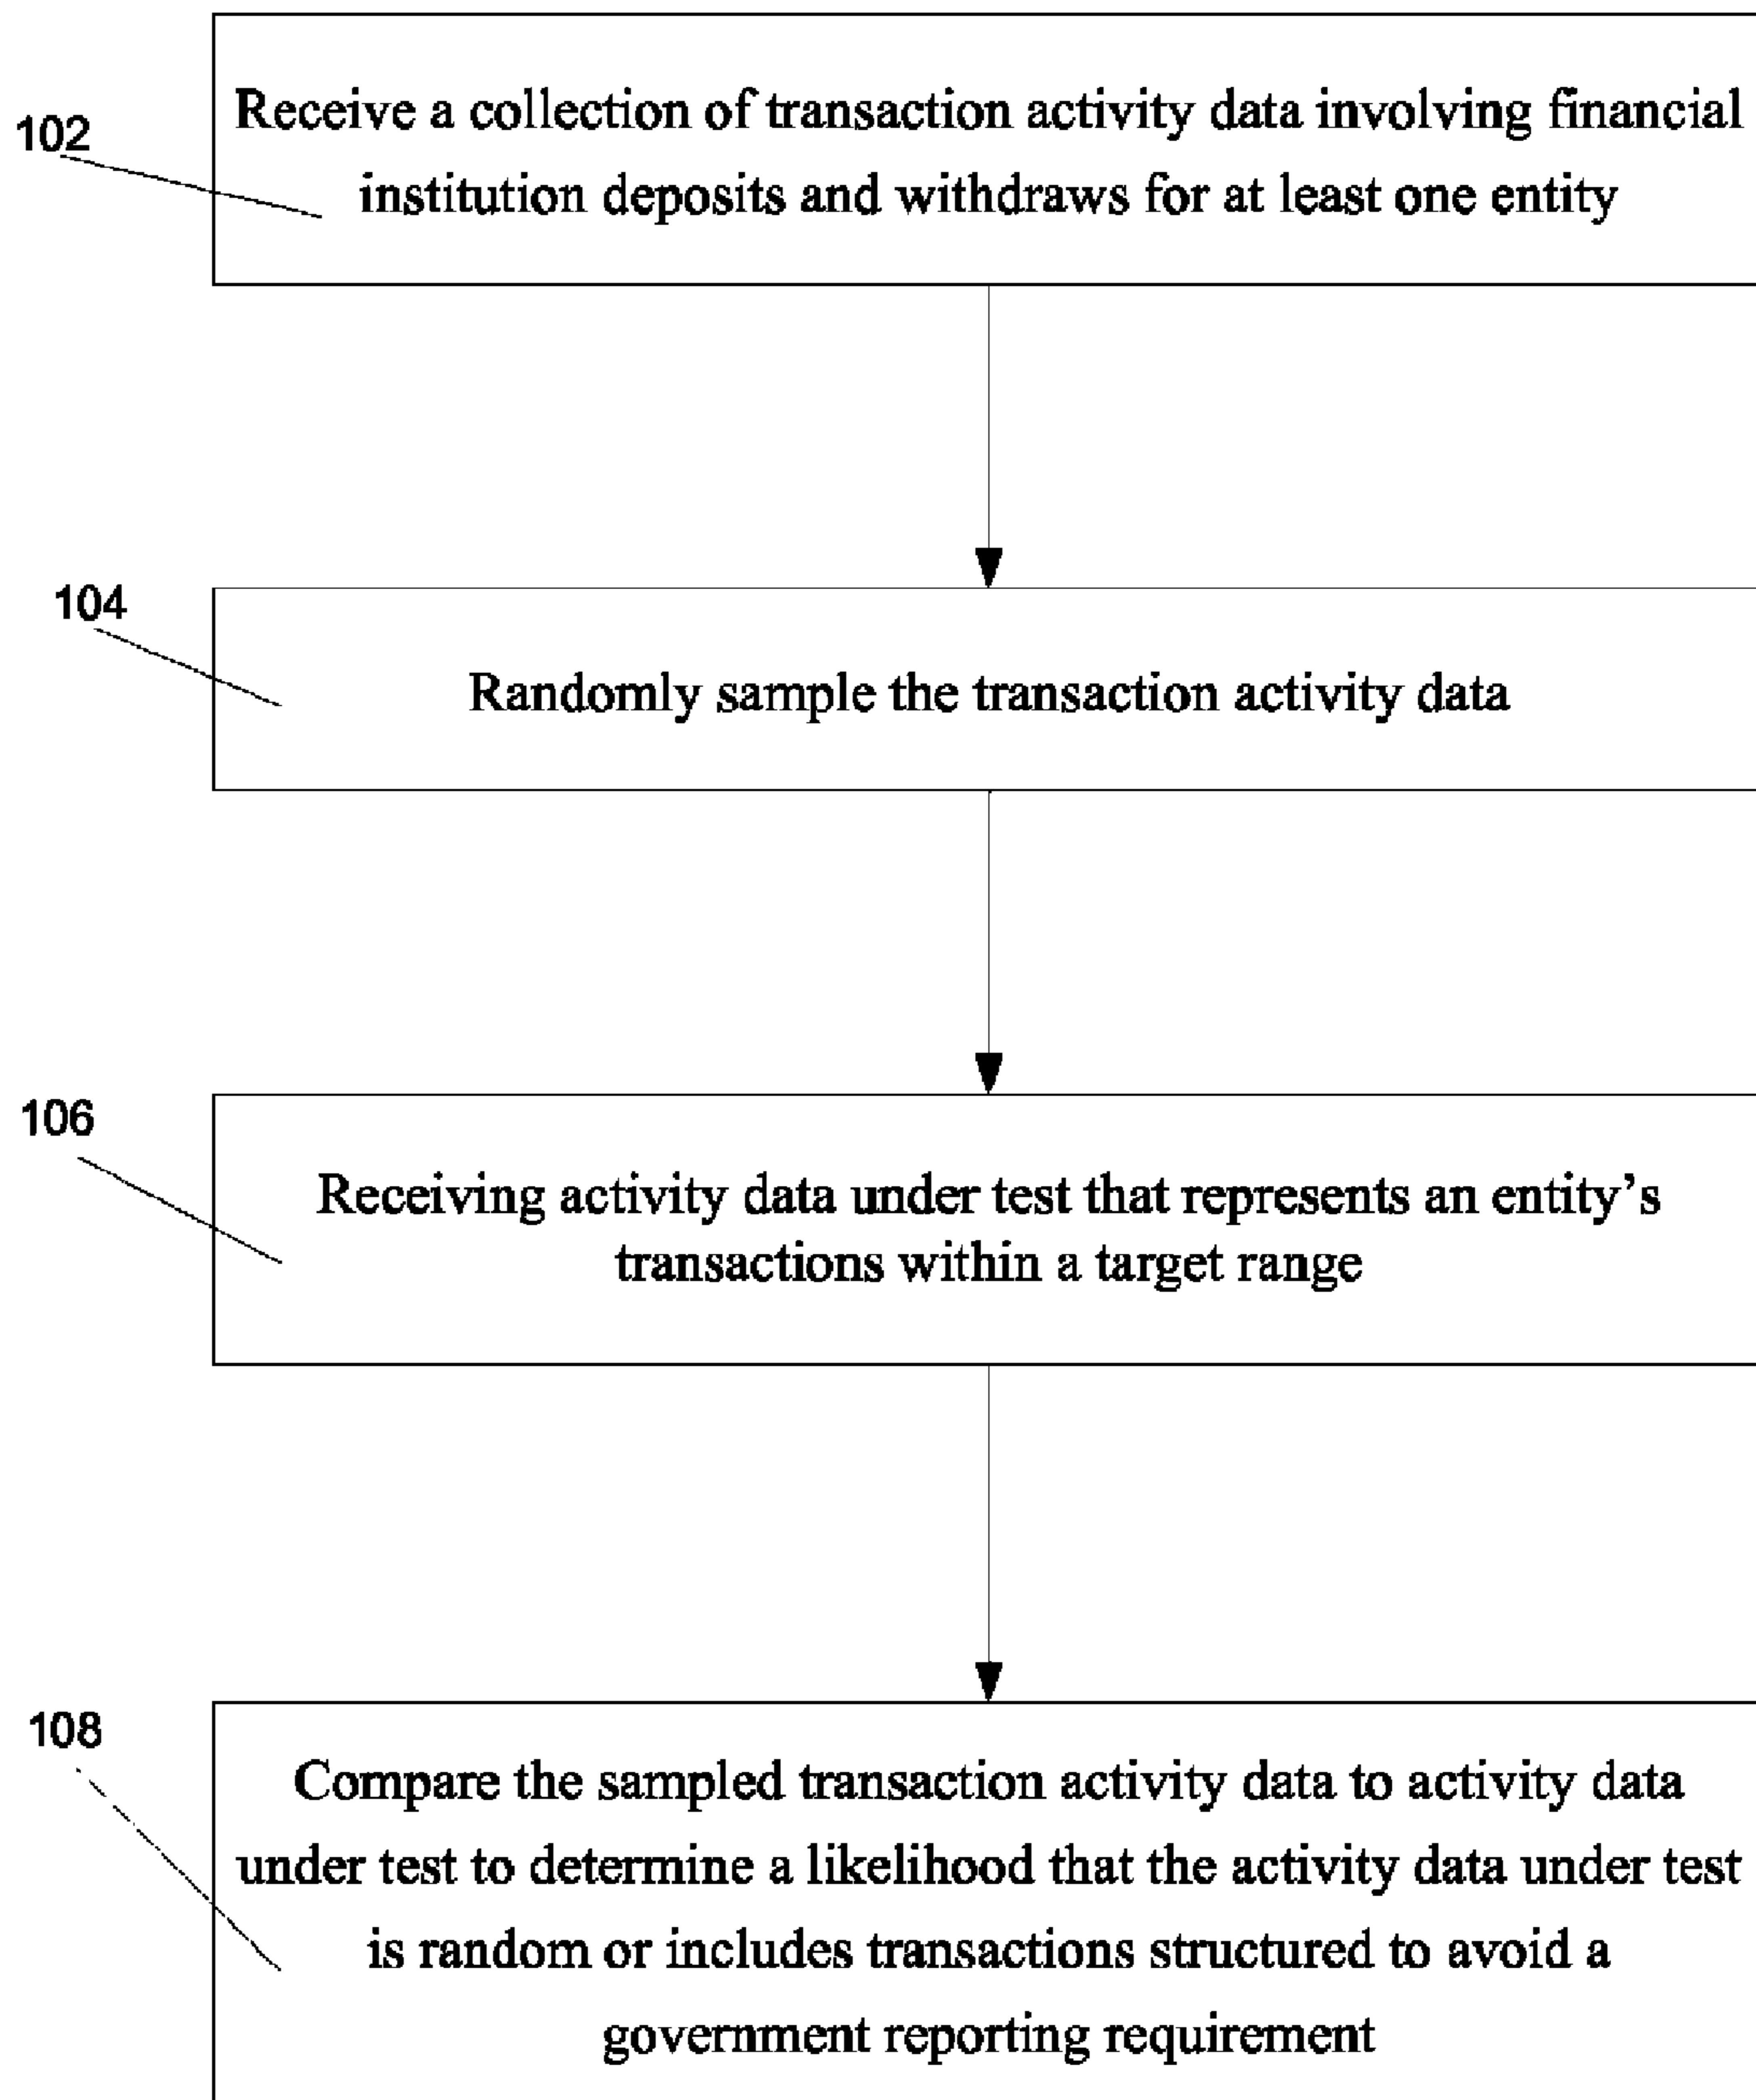 102
Receive a collection of transaction activity data involving financial
institution deposits and withdraws for at least one entity
104
Randomly sample the transaction activity data
106
Receiving activity data under test that represents an entity’s
transactions within a target range
108
Compare the sampled transaction activity data to activity data
under test to determine a likelihood that the activity data under test
is random or includes transactions structured to avoid a
government reporting requirement